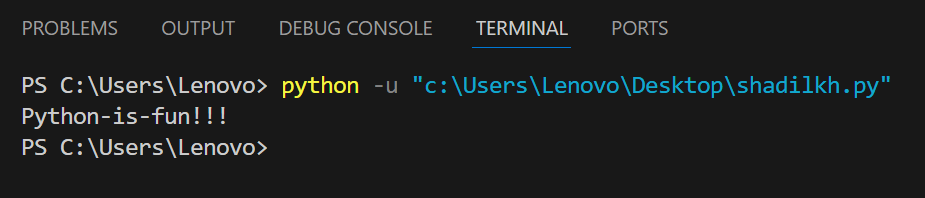 PROBLEMS OUTPUT DEBUG CONSOLE TERMINAL PORTS
PS C:\Users\Lenovo> python -u "c:\Users\Lenovo\Desktop\shadilkh.py"
Python-is-fun!!!
PS C:\Users\Lenovo>